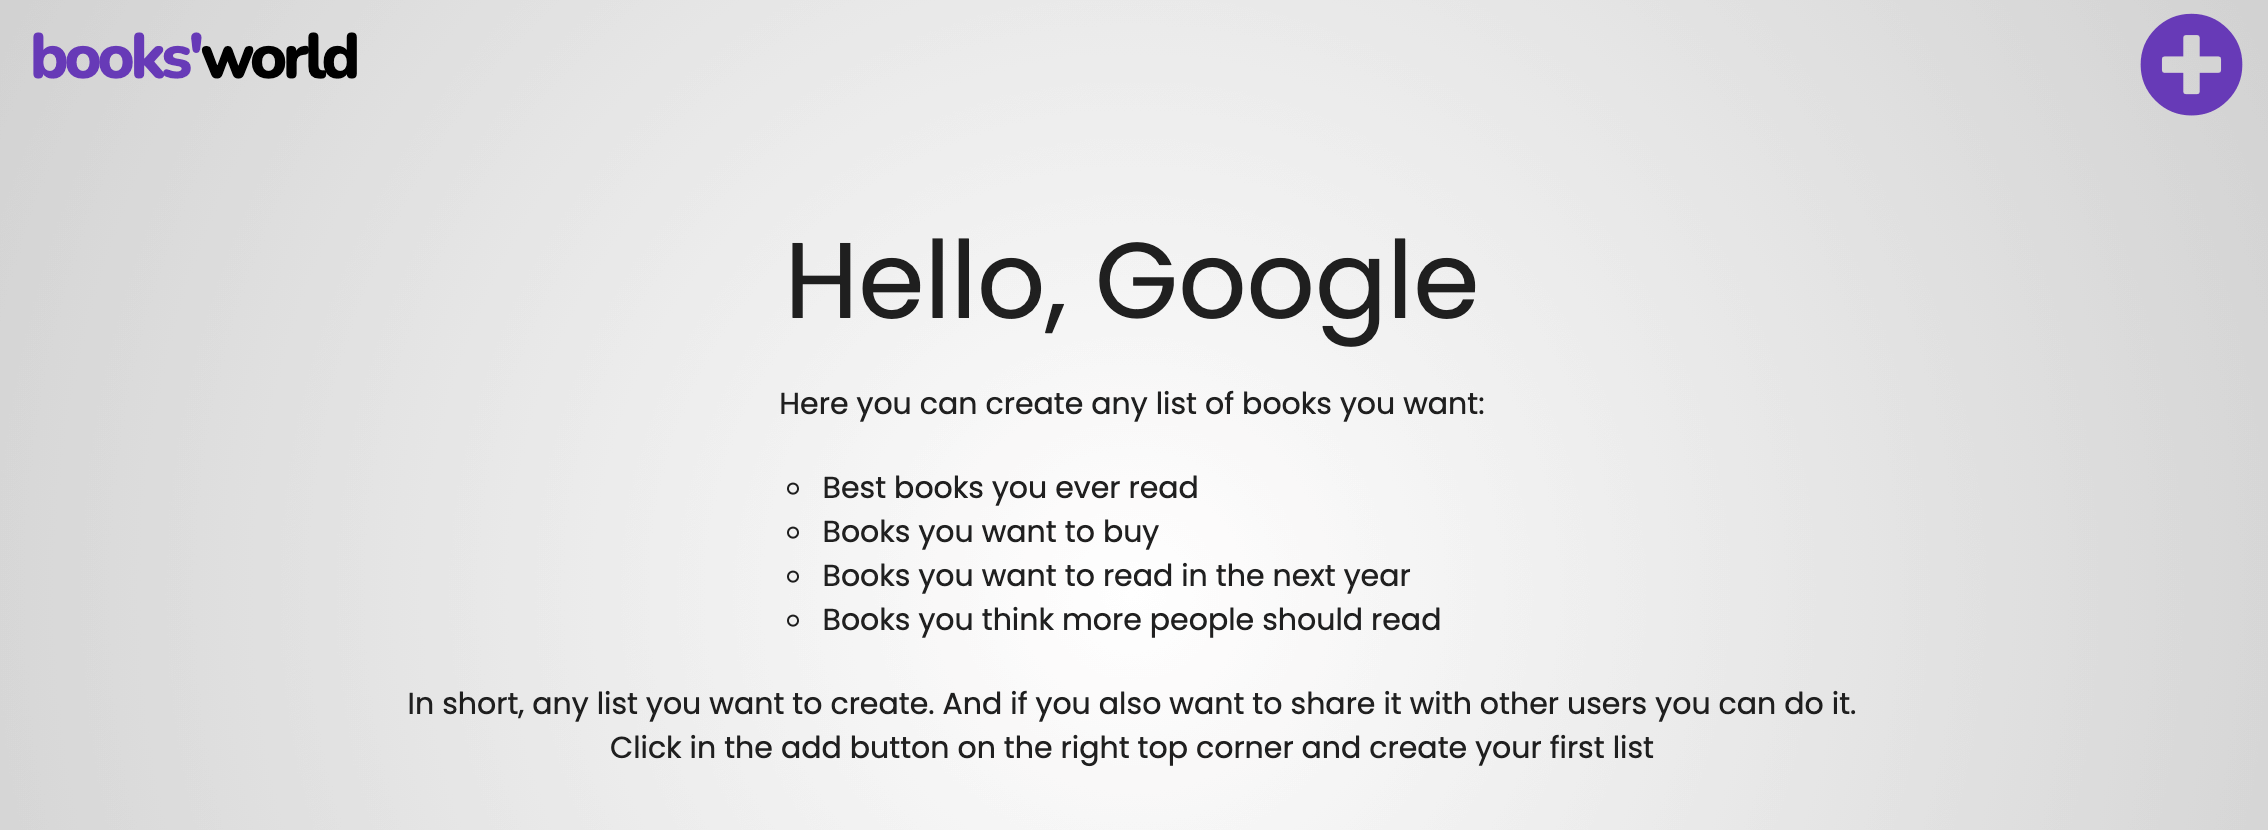 books'world
Hello, Google
Here you can create any list of books you want:
Best books you ever read
Books you want to buy
Books you want to read in the next year
Books you think more people should read
In short, any list you want to create. And if you also want to share it with other users you can do it.
Click in the add button on the right top corner and create your first list